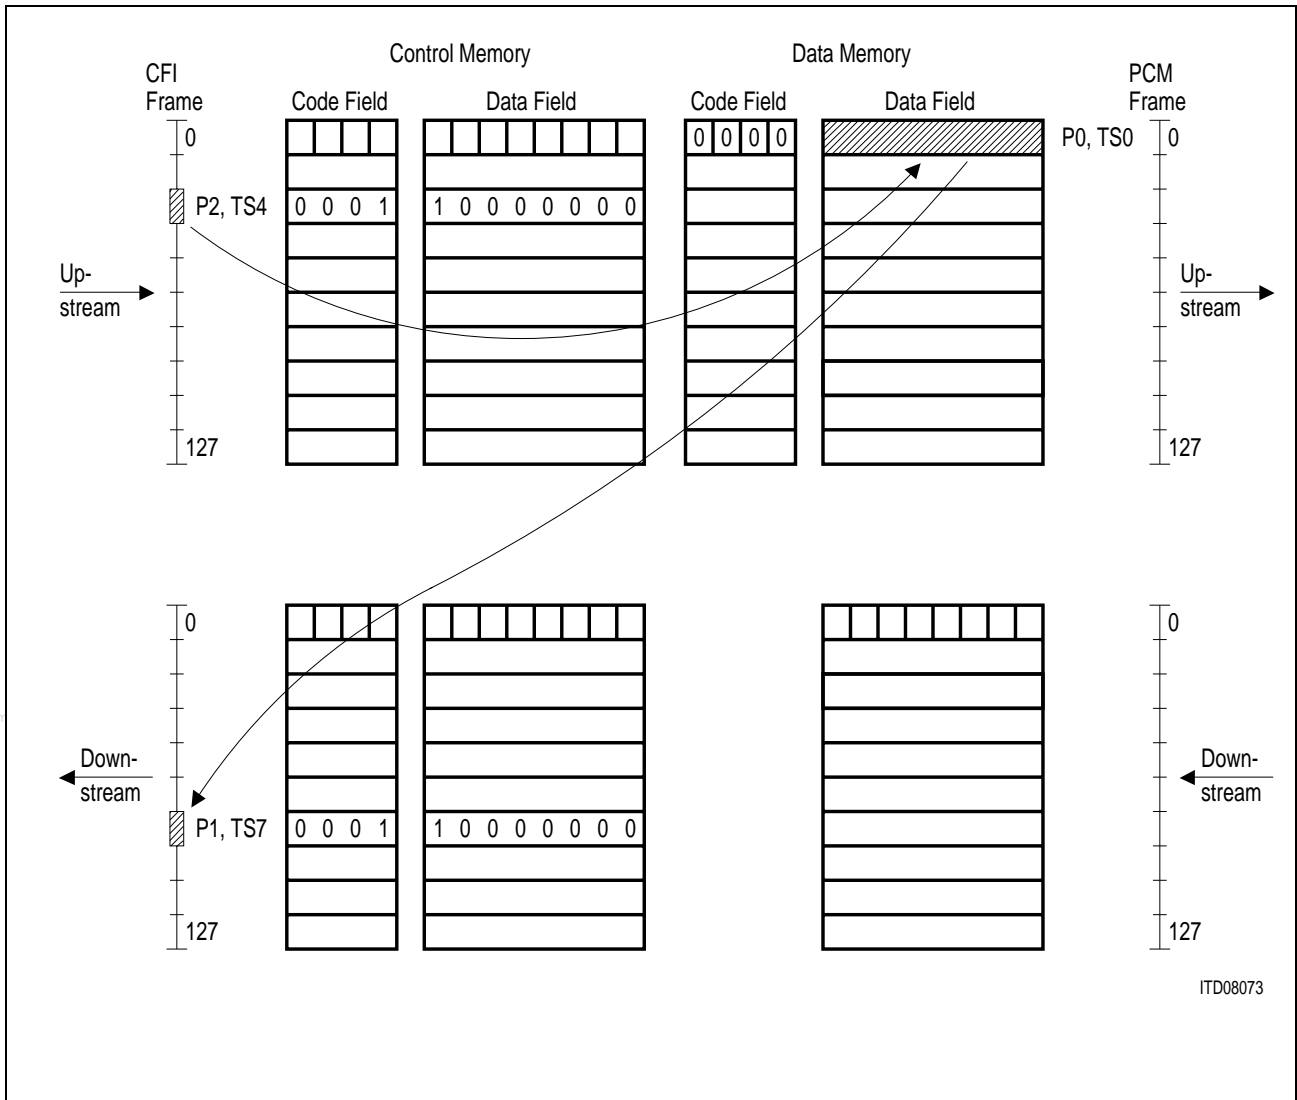 Control Memory
Data Memory
CFI
Frame
PCM
Frame
Code Field
Data Field
Code Field
Data Field
0
0 0 0 0
P0, TS0
0
P2, TS4
0 0 0 1
1 0 0 0 0 0 0 0
Up-
stream
Up-
stream
127
127
0
0
Down-
stream
Down-
stream
P1, TS7
0 0 0 1
1 0 0 0 0 0 0 0
127
127
ITD08073